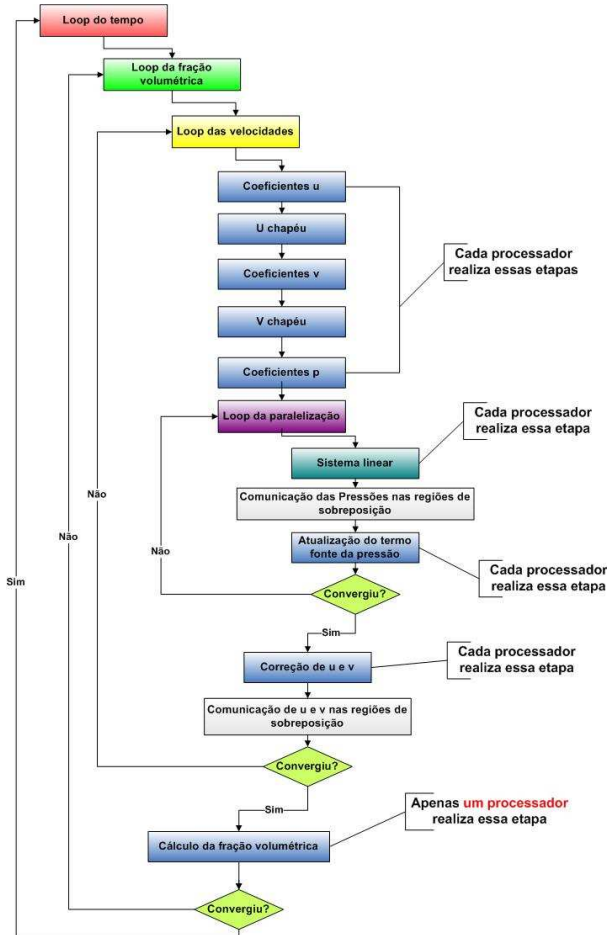 Loop do tempo
Loop da fração
volumétrica
Loop das velocidades
Coeficientes u
U chapéu
Coeficientes v
V chapéu
Coeficientes p
Cada processador
realiza essas etapas
Loop da paralelização
Cada processador
realiza essa etapa
Sistema linear
Comunicação das Pressões nas regiões de
sobreposição
Atualização do termo
fonte da pressão
Cada processador
realiza essa etapa
Convergiu?
Não
Não
Não
Sim
Sim
Correção de u e v
Cada processador
realiza essa etapa
Comunicação de u e v nas regiões de
sobreposição
Convergiu?
Sim
Cálculo da fração volumétrica
Apenas um processador
realiza essa etapa
Convergiu?